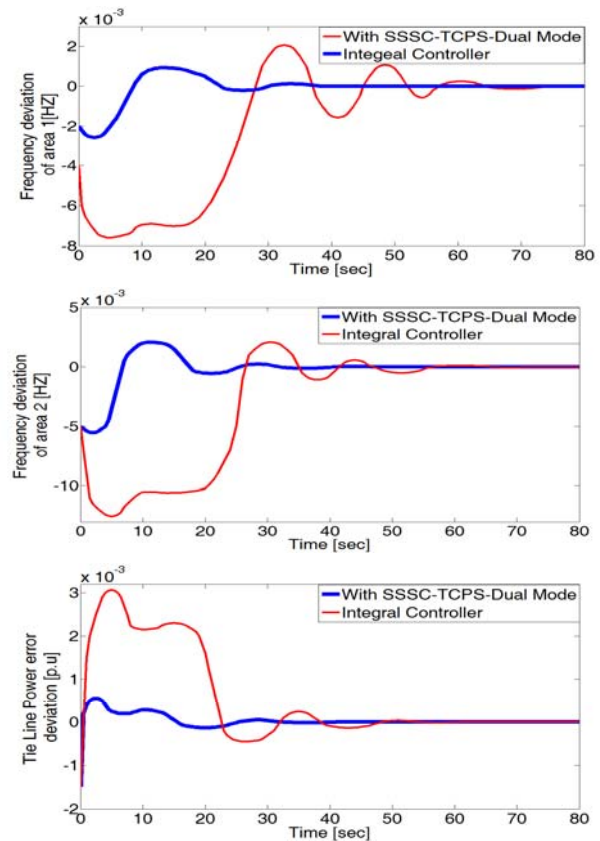 x 10⁻³
With SSSC-TCPS-Dual Mode
Integeal Controller
2
0
-2
-4
-6
-8
Frequency deviation
of area 1[HZ]
0 10 20 30 40 50 60 70 80
Time [sec]
x 10⁻³
With SSSC-TCPS-Dual Mode
Integral Controller
5
0
-5
-10
Frequency deviation
of area 2 [HZ]
0 10 20 30 40 50 60 70 80
Time [sec]
x 10⁻³
With SSSC-TCPS-Dual Mode
Integral Controller
3
2
1
0
-1
-2
Tie Line Power error
deviation [p.u]
0 10 20 30 40 50 60 70 80
Time [sec]